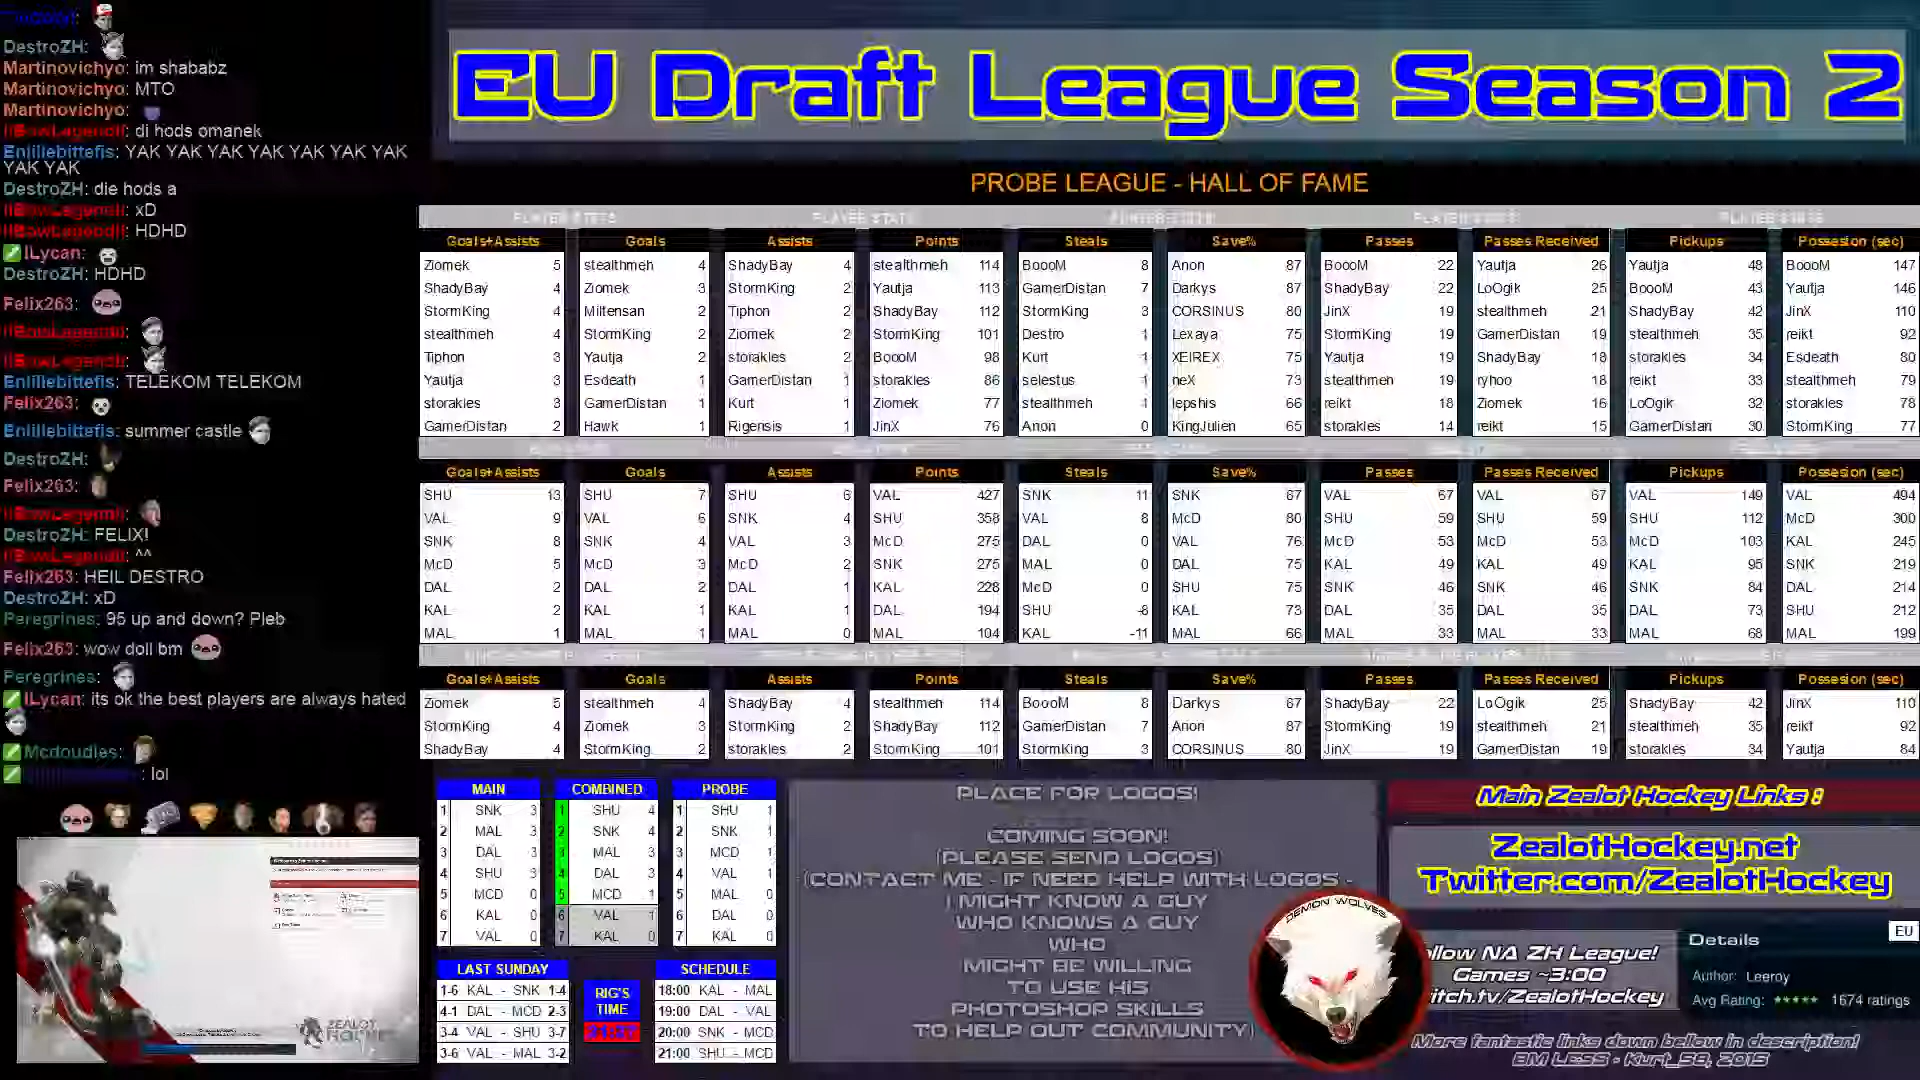 DestroZH:
Martinovichyo: im shababz
Martinovichyo: MTO
Martinovichyo:
IIBowLegendII: di hods omanek
Enlillebittefis: YAK YAK YAK YAK YAK YAK YAK
YAK YAK
DestroZH: die hods a
IIBowLegendII: xD
IIBowLegendII: HDHD
ILycan:
DestroZH: HDHD
Felix263:
IIBowLegendII:
IIBowLegendII:
Enlillebittefis: TELEKOM TELEKOM
Felix263:
Enlillebittefis: summer castle
DestroZH:
Felix263:
IIBowLegendII:
DestroZH: FELIX!
IIBowLegendII: ^^
Felix263: HEIL DESTRO
DestroZH: xD
Peregrines: 95 up and down? Pleb
Felix263: wow doll bm
Peregrines:
ILycan: its ok the best players are always hated
Mcdoudles:
: lol
EU Draft League Season 2
PROBE LEAGUE - HALL OF FAME
PLAYER STATS PLAYER STATS PLAYER STATS PLAYER STATS PLAYER STATS
Goals+Assists Goals Assists Points Steals Save% Passes Passes Received Pickups Possesion (sec)
Ziomek 5 stealthmeh 4 ShadyBay 4 stealthmeh 114 BoooM 8 Anon 87 BoooM 22 Yautja 26 Yautja 48 BoooM 147
ShadyBay 4 Ziomek 3 StormKing 2 Yautja 113 GamerDistan 7 Darkys 87 ShadyBay 22 LoOgik 25 BoooM 43 Yautja 146
StormKing 4 Miltensan 2 Tiphon 2 ShadyBay 112 StormKing 3 CORSINUS 80 JinX 19 stealthmeh 21 ShadyBay 42 JinX 110
stealthmeh 4 StormKing 2 Ziomek 2 StormKing 101 Destro 1 Lexaya 75 StormKing 19 GamerDistan 19 stealthmeh 35 reikt 92
Tiphon 3 Yautja 2 storakles 2 BoooM 98 Kurt 1 XEIREX 75 Yautja 19 ShadyBay 18 storakles 34 Esdeath 80
Yautja 3 Esdeath 1 GamerDistan 1 storakles 86 selestus 1 neX 73 stealthmeh 19 ryhoo 18 reikt 33 stealthmeh 79
storakles 3 GamerDistan 1 Kurt 1 Ziomek 77 stealthmeh 1 lepshis 66 reikt 18 Ziomek 16 LoOgik 32 storakles 78
GamerDistan 2 Hawk 1 Rigensis 1 JinX 76 Anon 0 KingJulien 65 storakles 14 reikt 15 GamerDistan 30 StormKing 77
Goals+Assists Goals Assists Points Steals Save% Passes Passes Received Pickups Possesion (sec)
SHU 13 SHU 7 SHU 6 VAL 427 SNK 11 SNK 87 VAL 67 VAL 67 VAL 149 VAL 494
VAL 9 VAL 6 SNK 4 SHU 358 VAL 8 McD 80 SHU 59 SHU 59 SHU 112 McD 300
SNK 8 SNK 4 VAL 3 McD 275 DAL 0 VAL 76 McD 53 McD 53 McD 103 KAL 245
McD 5 McD 3 McD 2 SNK 275 MAL 0 DAL 75 KAL 49 KAL 49 KAL 95 SNK 219
DAL 2 DAL 2 DAL 1 KAL 228 McD 0 SHU 75 SNK 46 SNK 46 SNK 84 DAL 214
KAL 2 KAL 1 KAL 1 DAL 194 SHU -8 KAL 73 DAL 35 DAL 35 DAL 73 SHU 212
MAL 1 MAL 1 MAL 0 MAL 104 KAL -11 MAL 66 MAL 33 MAL 33 MAL 68 MAL 199
Goals+Assists Goals Assists Points Steals Save% Passes Passes Received Pickups Possesion (sec)
Ziomek 5 stealthmeh 4 ShadyBay 4 stealthmeh 114 BoooM 8 Darkys 87 ShadyBay 22 LoOgik 25 ShadyBay 42 JinX 110
StormKing 4 Ziomek 3 StormKing 2 ShadyBay 112 GamerDistan 7 Anon 87 StormKing 19 stealthmeh 21 stealthmeh 35 reikt 92
ShadyBay 4 StormKing 2 storakles 2 StormKing 101 StormKing 3 CORSINUS 80 JinX 19 GamerDistan 19 storakles 34 Yautja 84
MAIN COMBINED PROBE
1 SNK 3 1 SHU 4 1 SHU 1
2 MAL 3 2 SNK 4 2 SNK 1
3 DAL 3 3 MAL 3 3 MCD 1
4 SHU 3 4 DAL 3 4 VAL 1
5 MCD 0 5 MCD 1 5 MAL 0
6 KAL 0 6 VAL 1 6 DAL 0
7 VAL 0 7 KAL 0 7 KAL 0
LAST SUNDAY
1-6 KAL - SNK 1-4
4-1 DAL - MCD 2-3
3-4 VAL - SHU 3-7
3-6 VAL - MAL 3-2
RIG'S
TIME
SCHEDULE
18:00 KAL - MAL
19:00 DAL - VAL
20:00 SNK - MCD
21:00 SHU - MCD
PLACE FOR LOGOS!
COMING SOON!
(PLEASE SEND LOGOS)
(CONTACT ME - IF NEED HELP WITH LOGOS -
I MIGHT KNOW A GUY
WHO KNOWS A GUY
WHO
MIGHT BE WILLING
TO USE HIS
PHOTOSHOP SKILLS
TO HELP OUT COMMUNITY)
DEMON WOLVES
Main Zealot Hockey Links :
ZealotHockey.net
Twitter.com/ZealotHockey
ollow NA ZH League!
Games ~3:00
itch.tv/ZealotHockey
Details
EU
Author: Leeroy
Avg Rating: ★★★★★ 1674 ratings
More fantastic links down bellow in description!
BM LESS - Kurt_58, 2015
ZEALOT
HOCKEY